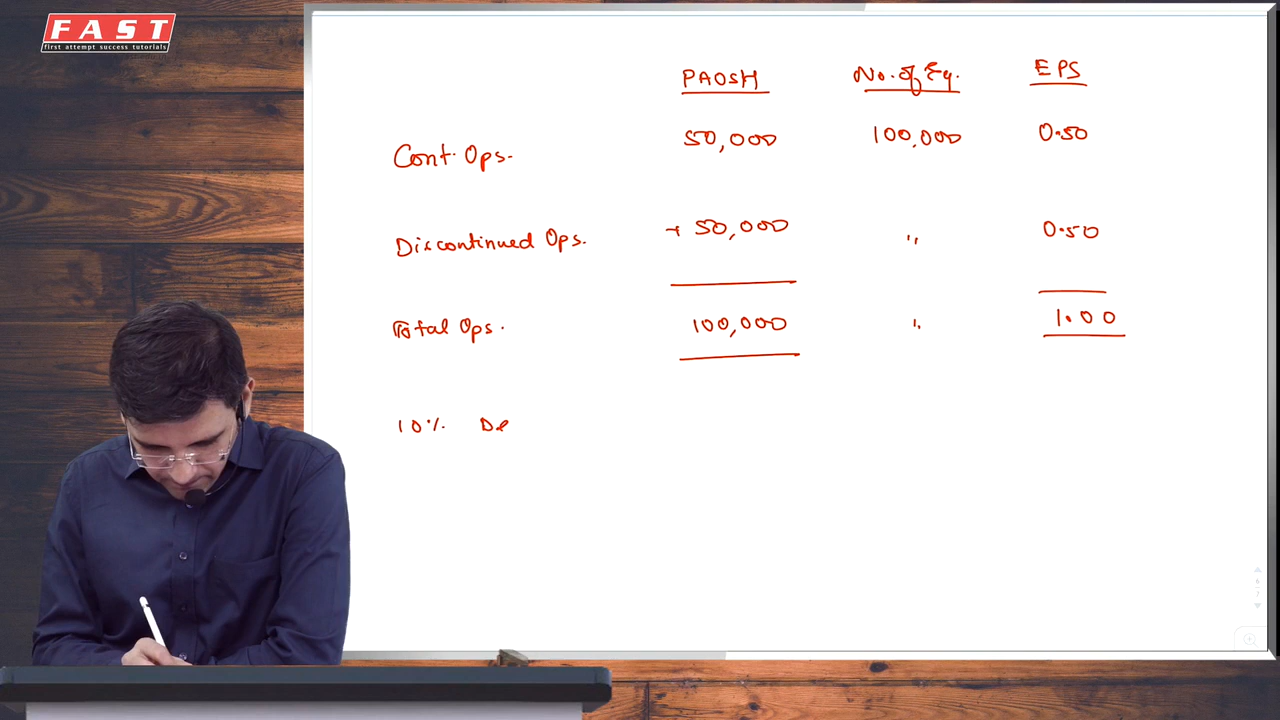 FAST
first attempt success tutorials
PAOSH No. of Eq. EPS
Cont. Ops. 50,000 100,000 0.50
Discontinued Ops. + 50,000 " 0.50
Total Ops. 100,000 " 1.00
10% De